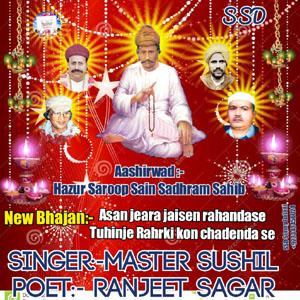 SSD
Aashirwad :-
Hazur Saroop Sain Sadhram Sahib
New Bhajan:- Asan jeara jaisen rahandase
Tuhinje Rahrki kon chadenda se
SINGER:-MASTER SUSHIL
POET:- RANJEET SAGAR